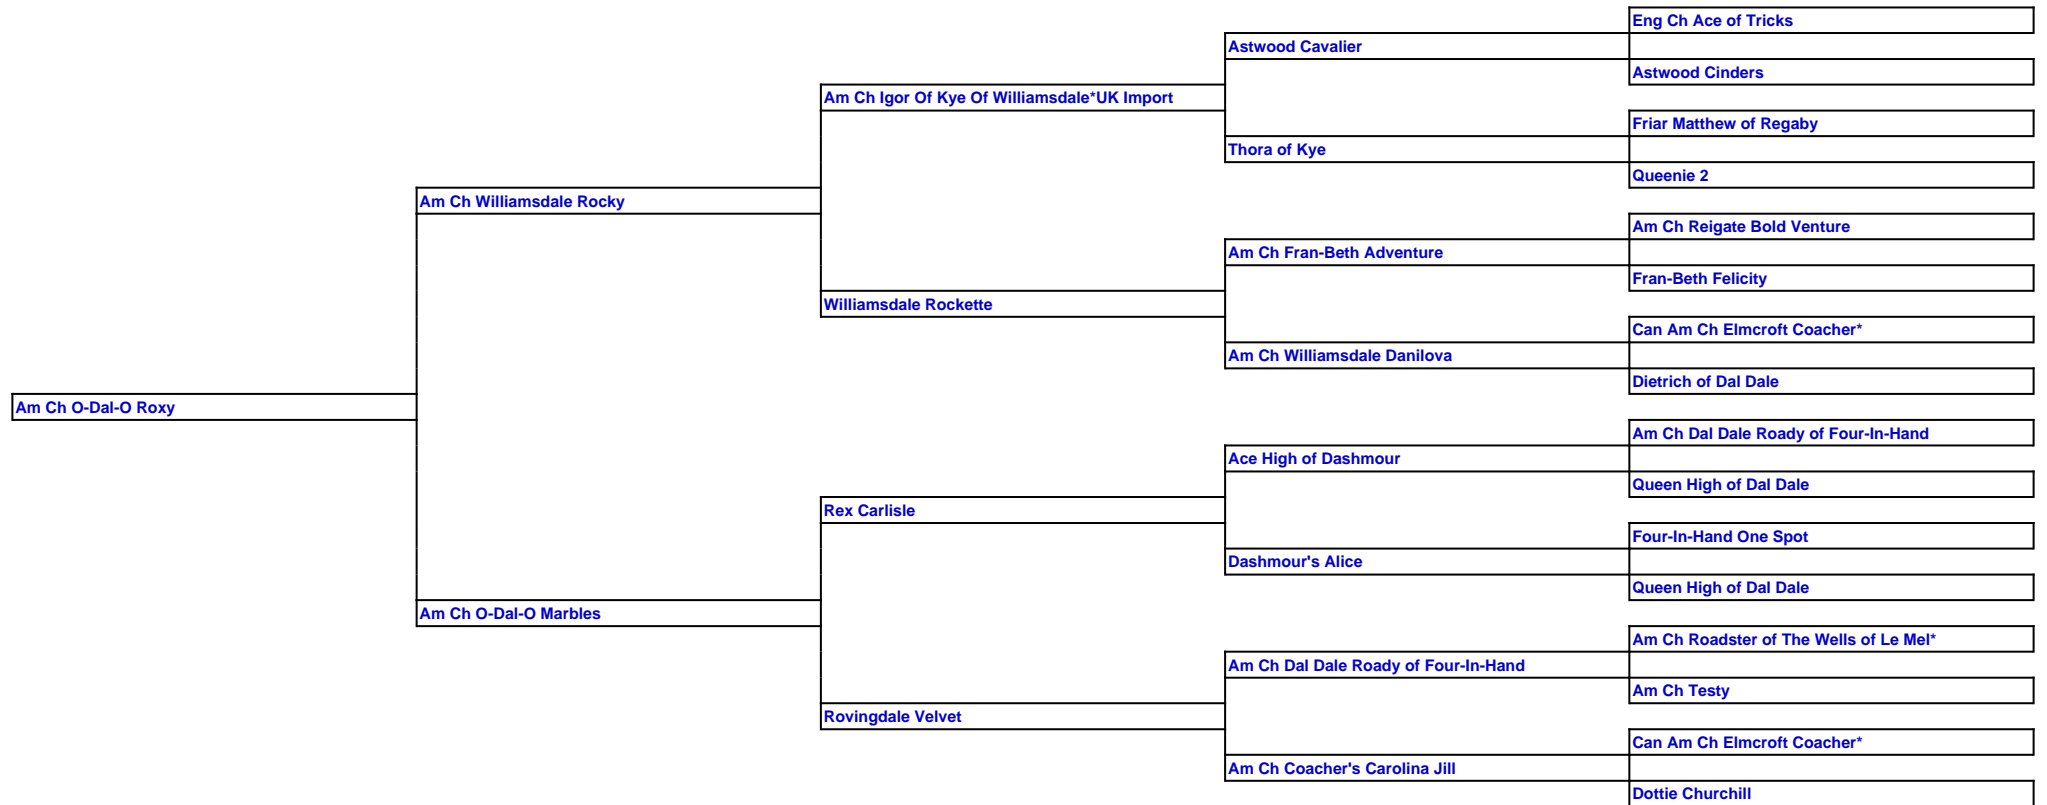 Eng Ch Ace of Tricks
Astwood Cavalier
Astwood Cinders
Am Ch Igor Of Kye Of Williamsdale*UK Import
Friar Matthew of Regaby
Thora of Kye
Queenie 2
Am Ch Williamsdale Rocky
Am Ch Reigate Bold Venture
Am Ch Fran-Beth Adventure
Fran-Beth Felicity
Williamsdale Rockette
Can Am Ch Elmcroft Coacher*
Am Ch Williamsdale Danilova
Dietrich of Dal Dale
Am Ch O-Dal-O Roxy
Am Ch Dal Dale Roady of Four-In-Hand
Ace High of Dashmour
Queen High of Dal Dale
Rex Carlisle
Four-In-Hand One Spot
Dashmour's Alice
Queen High of Dal Dale
Am Ch O-Dal-O Marbles
Am Ch Roadster of The Wells of Le Mel*
Am Ch Dal Dale Roady of Four-In-Hand
Am Ch Testy
Rovingdale Velvet
Can Am Ch Elmcroft Coacher*
Am Ch Coacher's Carolina Jill
Dottie Churchill